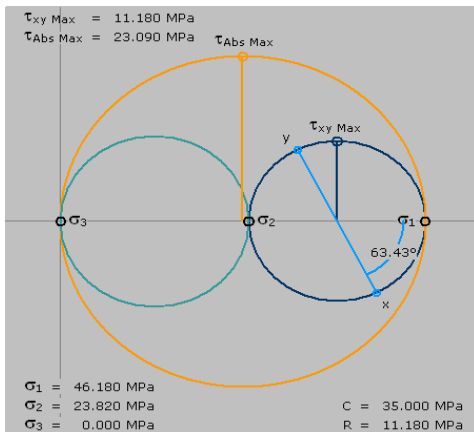 τxy Max = 11.180 MPa
τAbs Max = 23.090 MPa
τAbs Max
τxy Max
y
σ3
σ2
σ1
63.43º
x
σ1 = 46.180 MPa
σ2 = 23.820 MPa
σ3 = 0.000 MPa
C = 35.000 MPa
R = 11.180 MPa